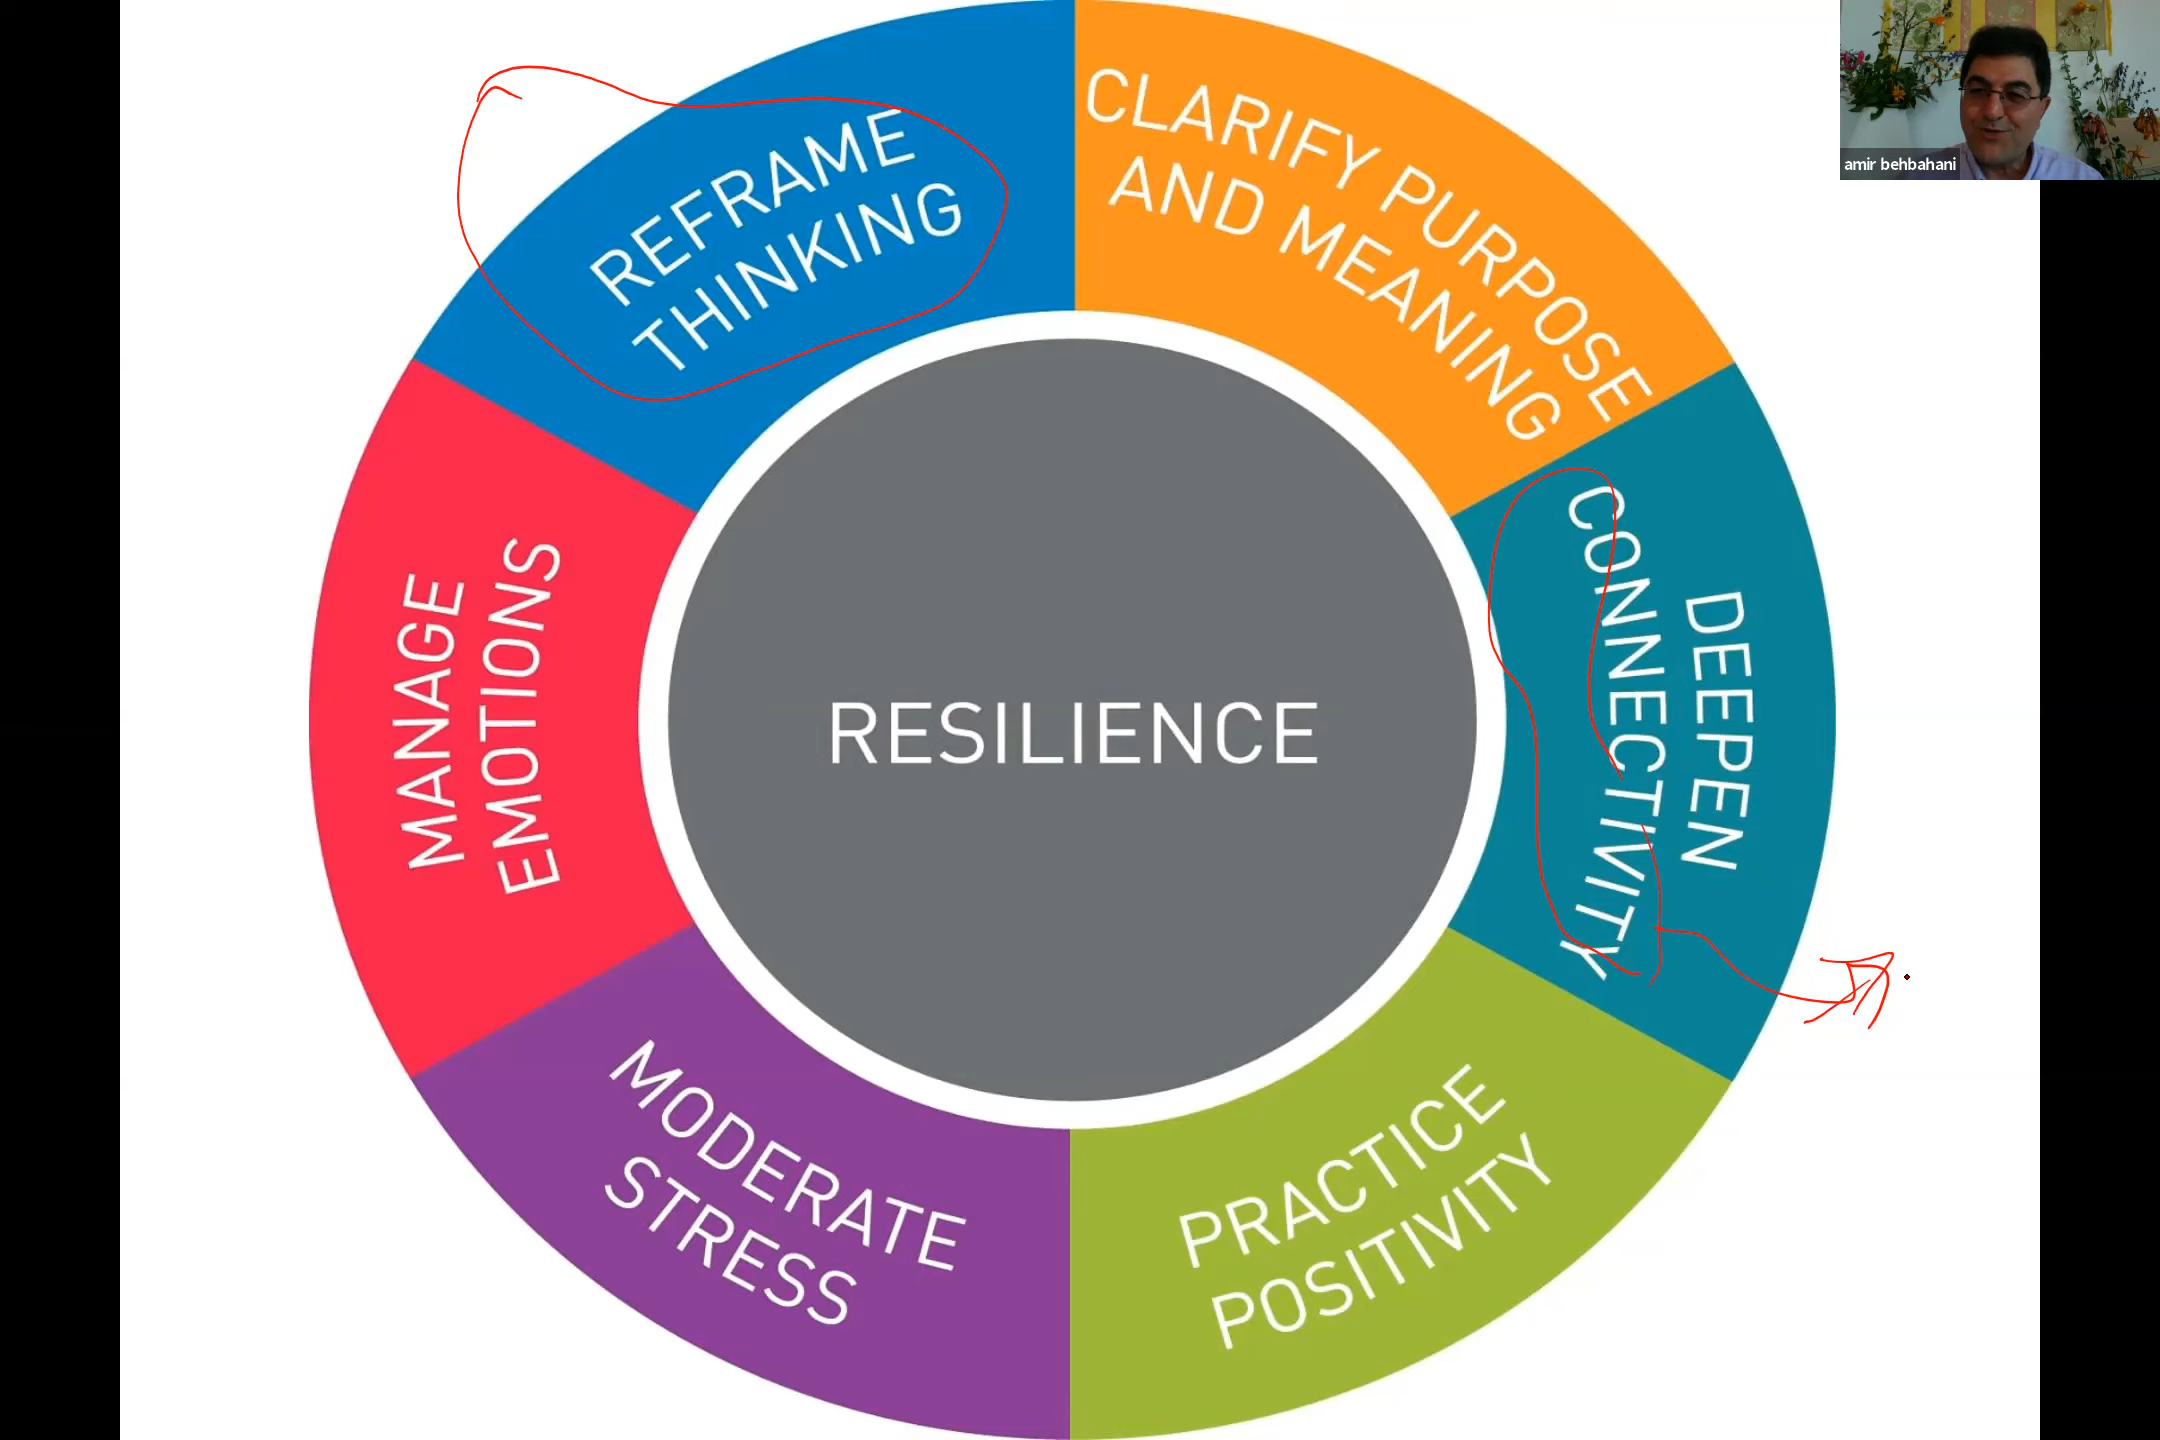 REFRAME
THINKING
CLARIFY PURPOSE
AND MEANING
amir behbahani
DEEPEN
CONNECTIVITY
MANAGE
EMOTIONS
RESILIENCE
MODERATE
STRESS
PRACTICE
POSITIVITY